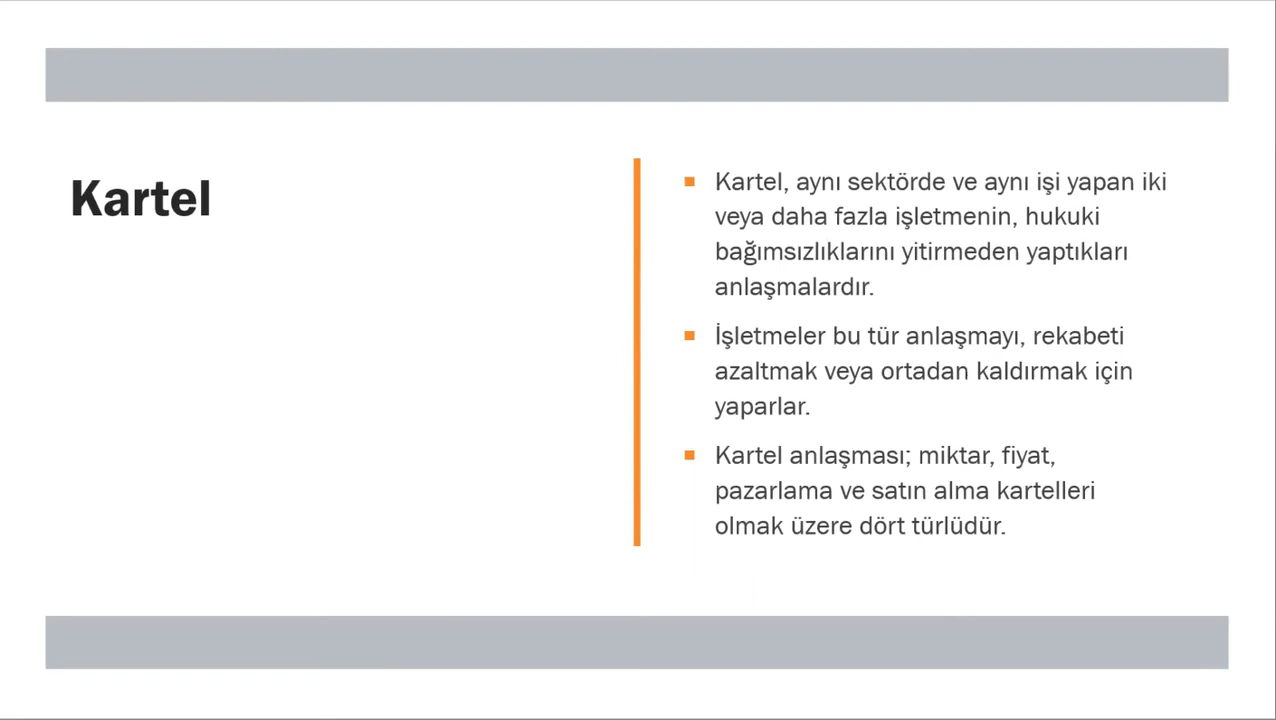 Kartel
Kartel, aynı sektörde ve aynı işi yapan iki
veya daha fazla işletmenin, hukuki
bağımsızlıklarını yitirmeden yaptıkları
anlaşmalardır.
İşletmeler bu tür anlaşmayı, rekabeti
azaltmak veya ortadan kaldırmak için
yaparlar.
Kartel anlaşması; miktar, fiyat,
pazarlama ve satın alma kartelleri
olmak üzere dört türlüdür.